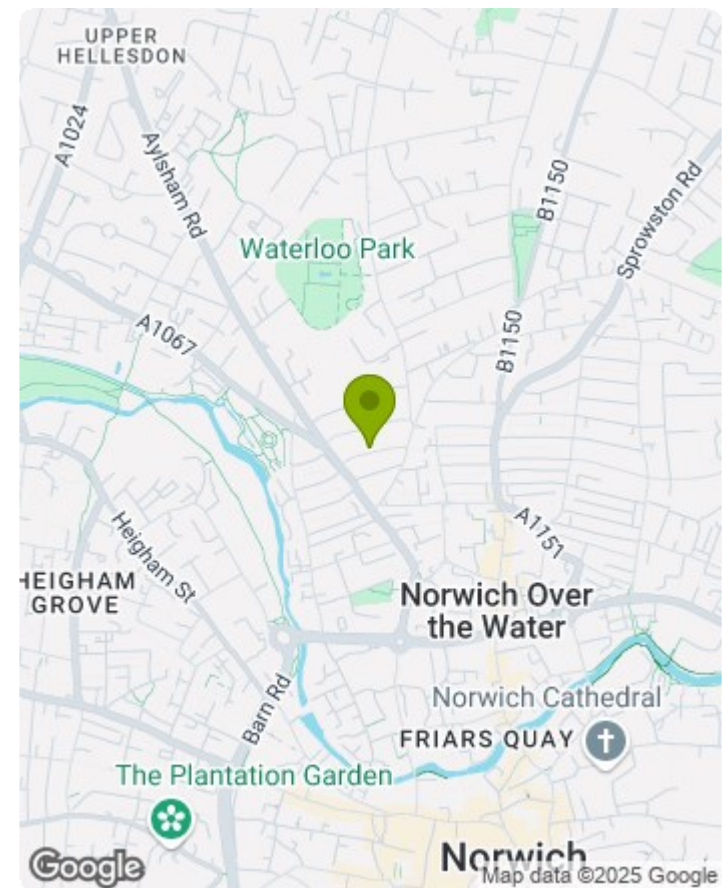 UPPER
HELLESDON
A1024
Aylsham Rd
B1150
Sprowston Rd
Waterloo Park
A1067
B1150
Heigham St
A1151
HEIGHAM
GROVE
Norwich Over
the Water
Barn Rd
Norwich Cathedral
FRIARS QUAY
The Plantation Garden
Norwich
Google
Map data ©2025 Google